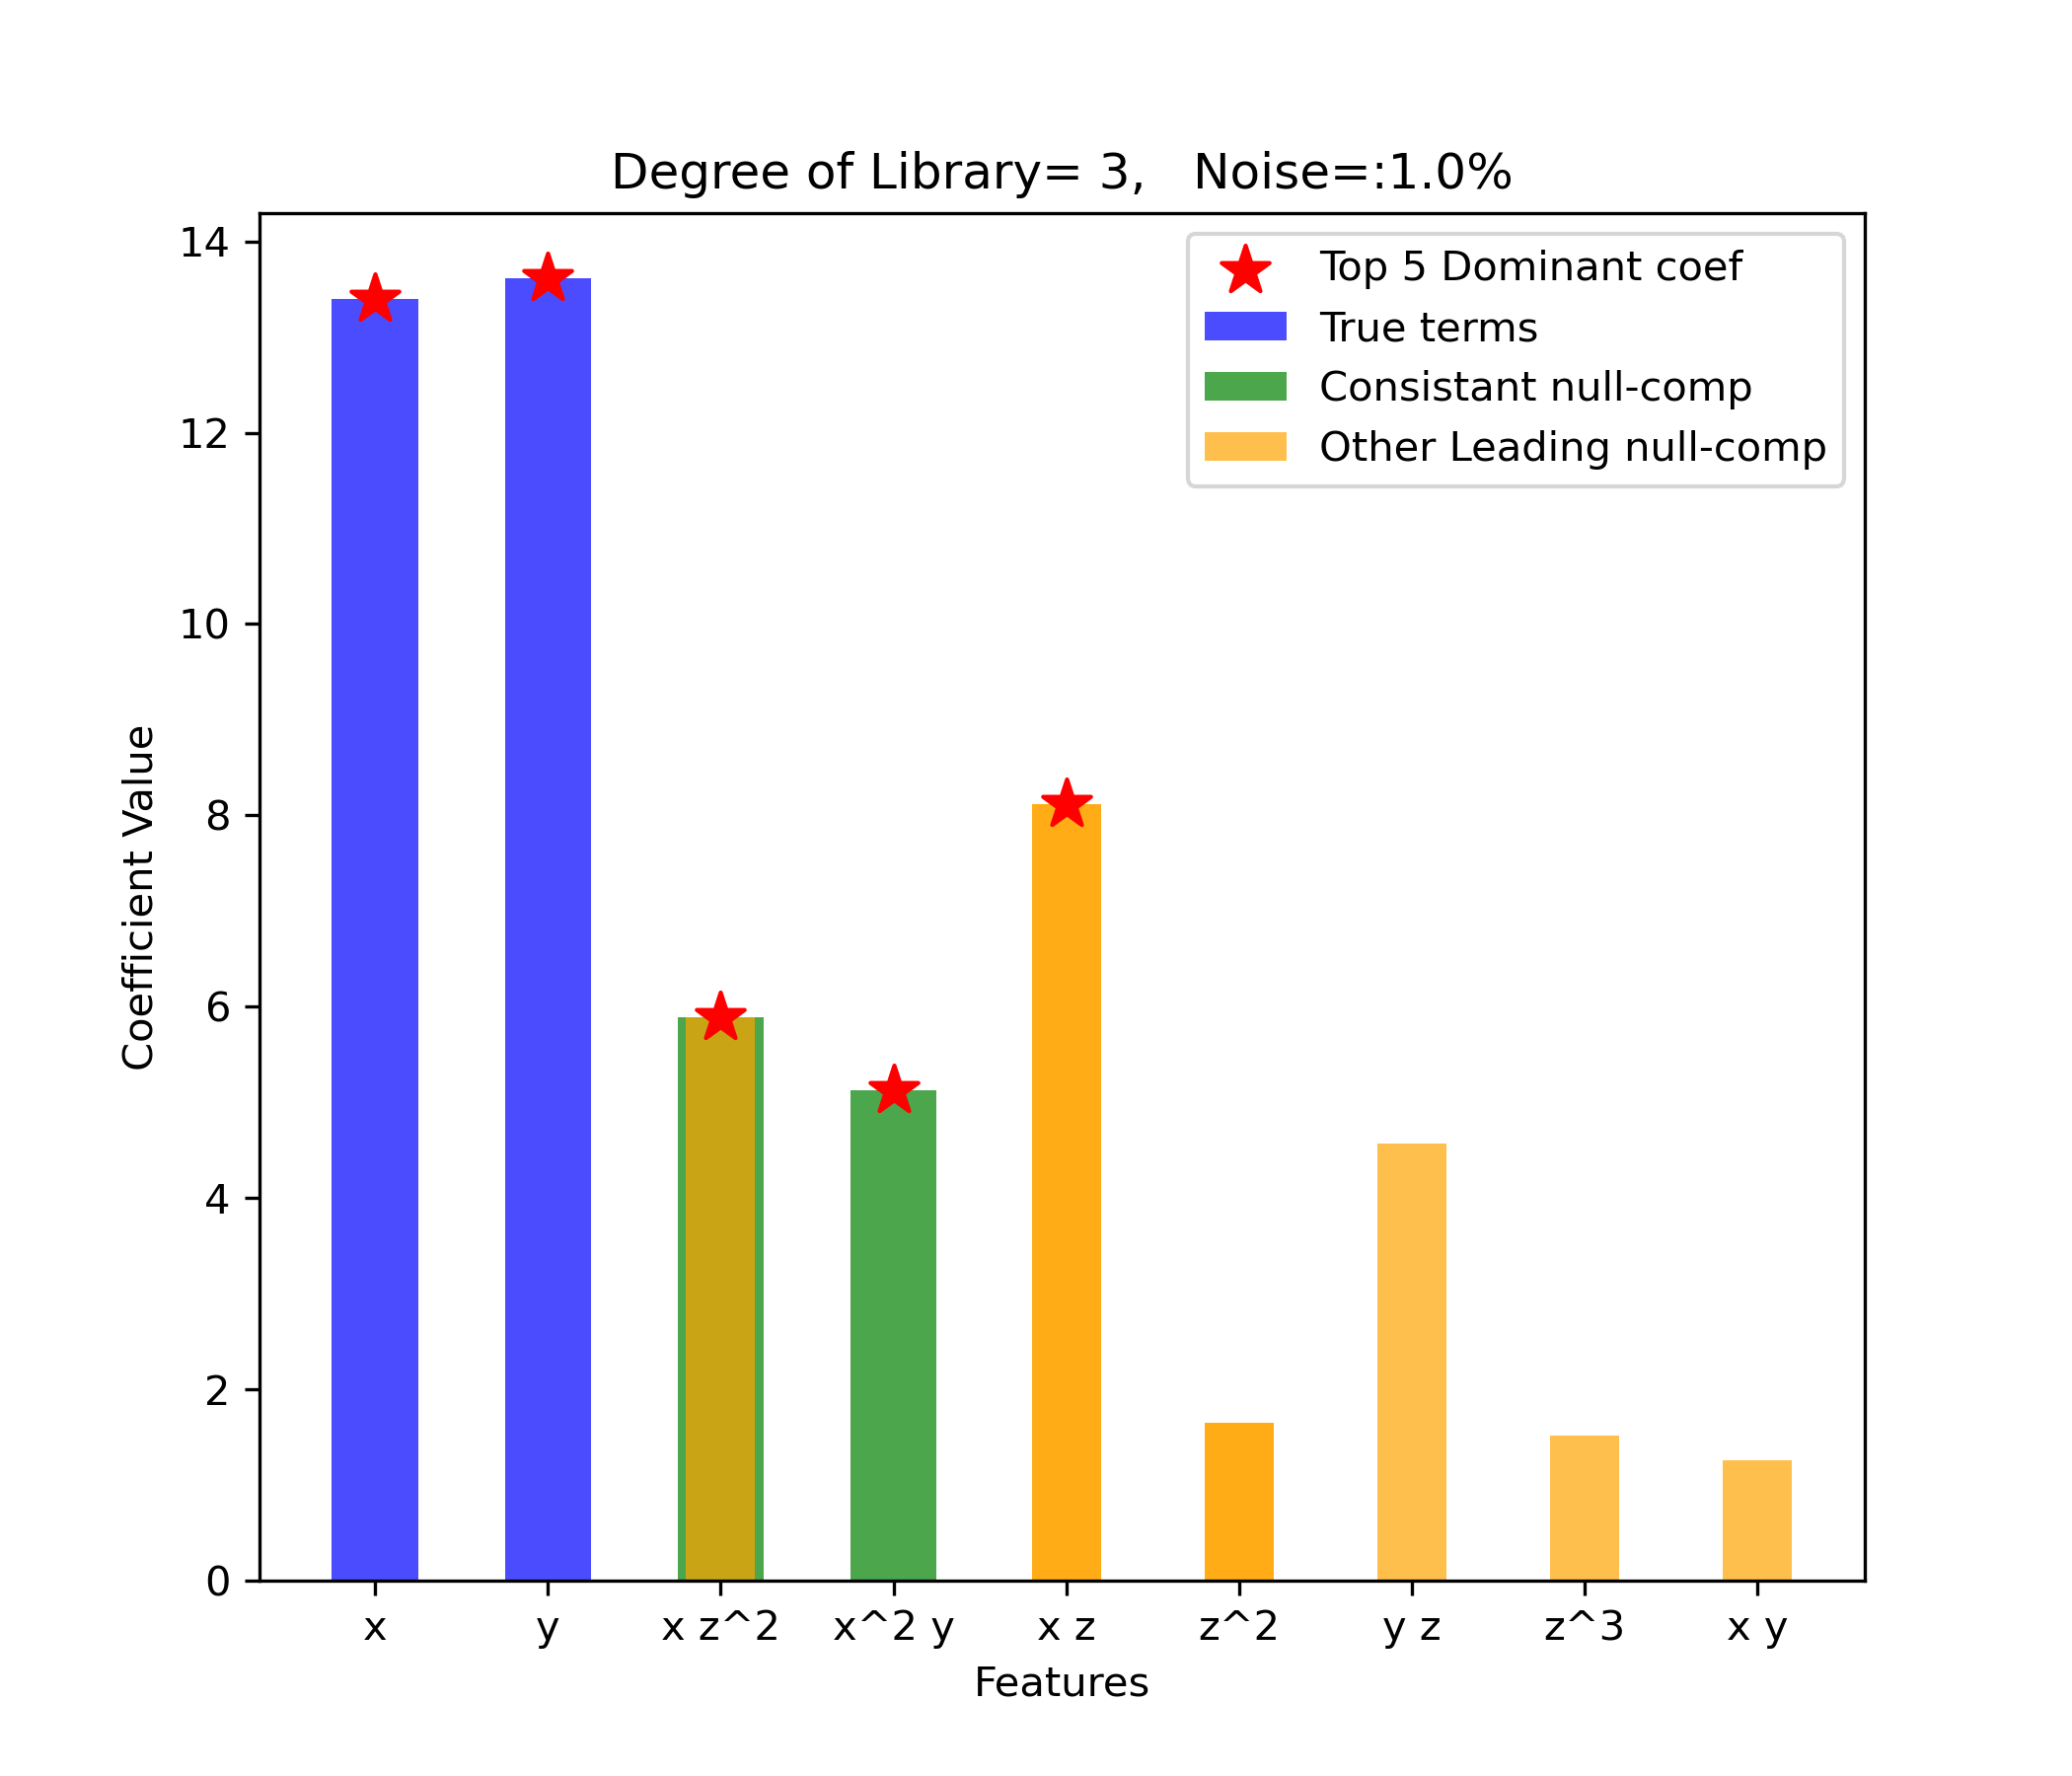 Degree of Library= 3,   Noise=:1.0%
Top 5 Dominant coef
True terms
Consistant null-comp
Other Leading null-comp
14
12
10
8
6
4
2
0
Coefficient Value
x y x z^2 x^2 y x z z^2 y z z^3 x y
Features